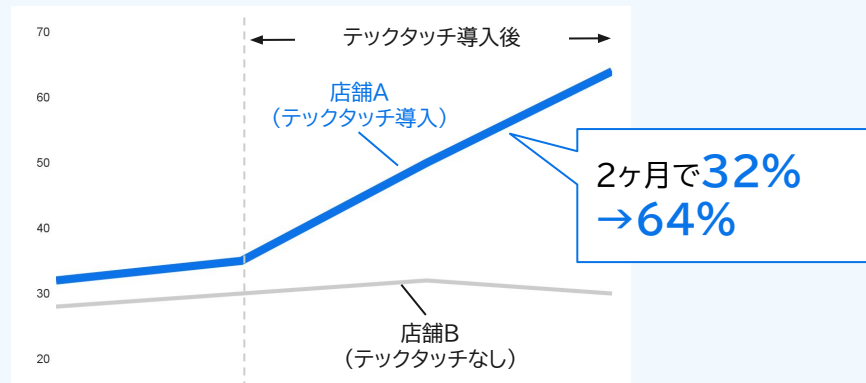 70
60
50
40
30
20
テックタッチ導入後
店舗A
（テックタッチ導入）
2ヶ月で32%
→64%
店舗B
（テックタッチなし）